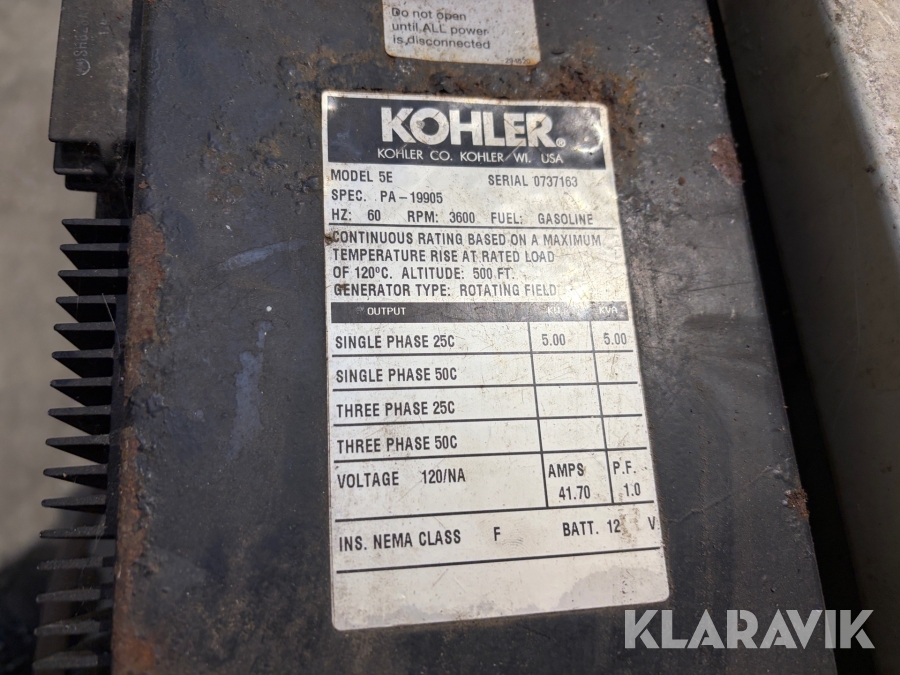 Do not open
until ALL power
is disconnected
KOHLER®
KOHLER CO. KOHLER WI. USA
MODEL 5E SERIAL 0737163
SPEC. PA-19905
HZ: 60 RPM: 3600 FUEL: GASOLINE
CONTINUOUS RATING BASED ON A MAXIMUM
TEMPERATURE RISE AT RATED LOAD
OF 120°C. ALTITUDE: 500 FT.
GENERATOR TYPE: ROTATING FIELD
OUTPUT KVA
SINGLE PHASE 25C 5.00 5.00
SINGLE PHASE 50C
THREE PHASE 25C
THREE PHASE 50C
VOLTAGE 120/NA AMPS P.F.
41.70 1.0
INS. NEMA CLASS F BATT. 12 V
KLARAVIK